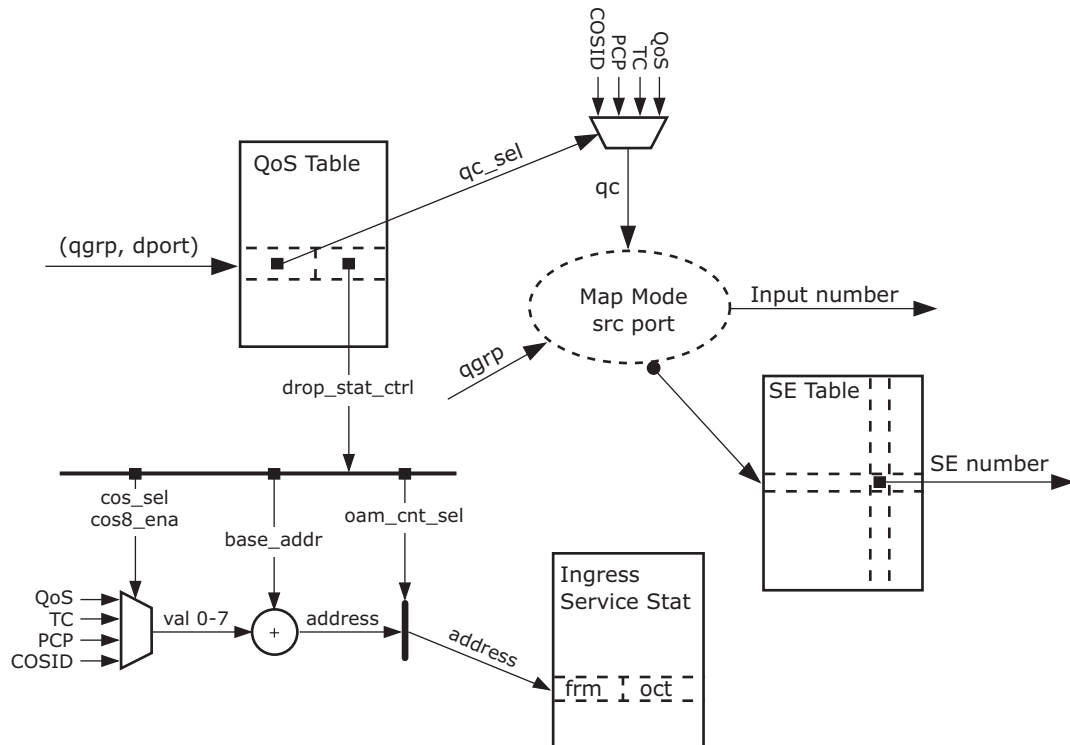 COSID
PCP
TC
QoS
QoS Table
qc_sel
qc
(qgrp, dport)
Map Mode
src port
Input number
qgrp
drop_stat_ctrl
SE Table
SE number
cos_sel
cos8_ena
base_addr
oam_cnt_sel
Ingress
Service Stat
QoS
TC
PCP
COSID
val 0-7
+
address
address
frm
oct